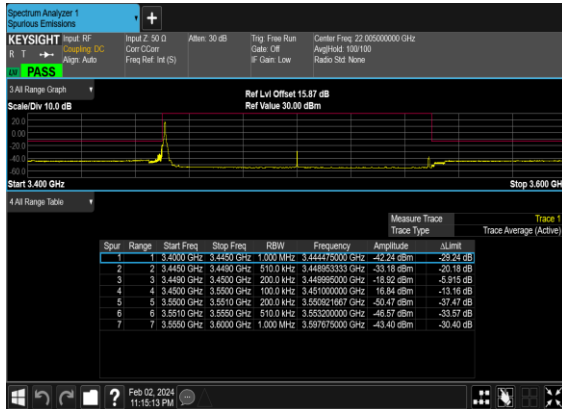 Spectrum Analyzer 1
Spurious Emissions
KEYSIGHT Input: RF Input Z: 50 Ω Atten: 30 dB Trig: Free Run Center Freq: 22.005000000 GHz
R T Coupling: DC Corr CCorr Gate: Off Avg|Hold: 100/100
Align: Auto Freq Ref: Int (S) IF Gain: Low Radio Std: None
PASS
3 All Range Graph Ref Lvl Offset 15.87 dB
Scale/Div 10.0 dB Ref Value 30.00 dBm
20.0
0.00
-20.0
-40.0
-60.0
Start 3.400 GHz Stop 3.600 GHz
4 All Range Table
Measure Trace Trace 1
Trace Type Trace Average (Active)
Spur Range Start Freq Stop Freq RBW Frequency Amplitude ΔLimit
1 1 3.4000 GHz 3.4450 GHz 1.000 MHz 3.444475000 GHz -42.24 dBm -29.24 dB
2 2 3.4450 GHz 3.4490 GHz 510.0 kHz 3.448953333 GHz -33.18 dBm -20.18 dB
3 3 3.4490 GHz 3.4500 GHz 200.0 kHz 3.449995000 GHz -18.92 dBm -5.915 dB
4 4 3.4500 GHz 3.5500 GHz 100.0 kHz 3.451000000 GHz 16.84 dBm -13.16 dB
5 5 3.5500 GHz 3.5510 GHz 200.0 kHz 3.550921667 GHz -50.47 dBm -37.47 dB
6 6 3.5510 GHz 3.5550 GHz 510.0 kHz 3.553200000 GHz -46.57 dBm -33.57 dB
7 7 3.5550 GHz 3.6000 GHz 1.000 MHz 3.597675000 GHz -43.40 dBm -30.40 dB
Feb 02, 2024
11:15:13 PM